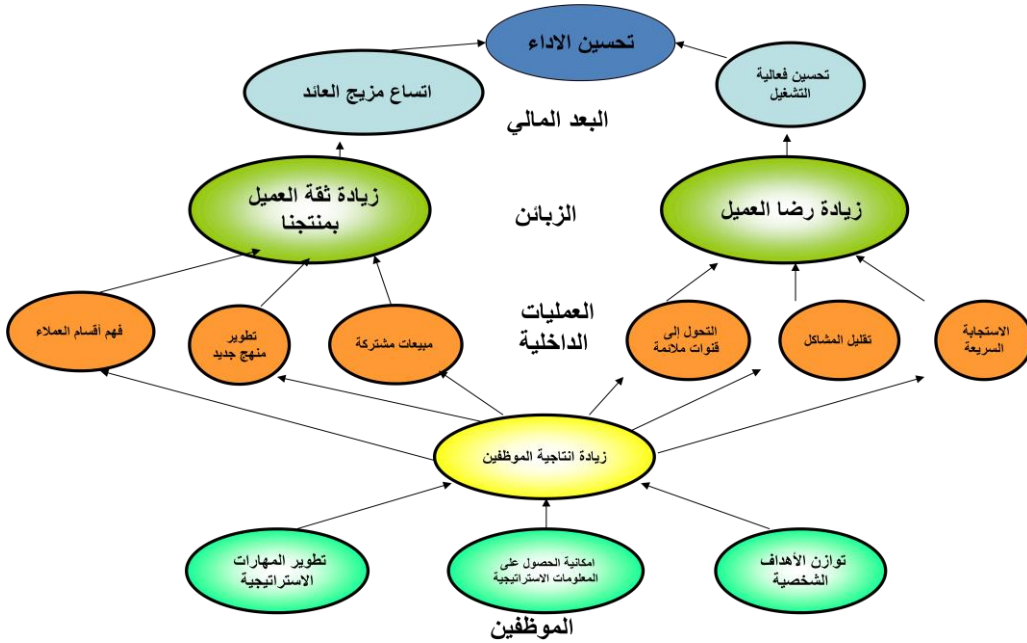 تحسين الاداء
تحسين فعالية
التشغيل
اتساع مزيج العائد
البعد المالي
زيادة رضا العميل
الزبائن
زيادة ثقة العميل
بمنتجنا
العمليات
الداخلية
الاستجابة
السريعة
تقليل المشاكل
التحول إلى
قنوات ملائمة
مبيعات مشتركة
تطوير
منهج جديد
فهم أقسام العملاء
زيادة انتاجية الموظفين
توازن الأهداف
الشخصية
امكانية الحصول على
المعلومات الاستراتيجية
تطوير المهارات
الاستراتيجية
الموظفين